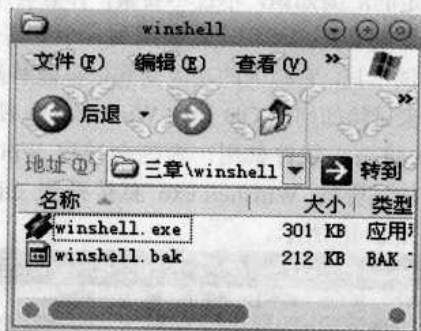 winshell
文件(F) 编辑(E) 查看(V) »
后退 »
地址(D) 三章\winshell 转到
名称 大小 类型
winshell.exe 301 KB 应用
winshell.bak 212 KB BAK